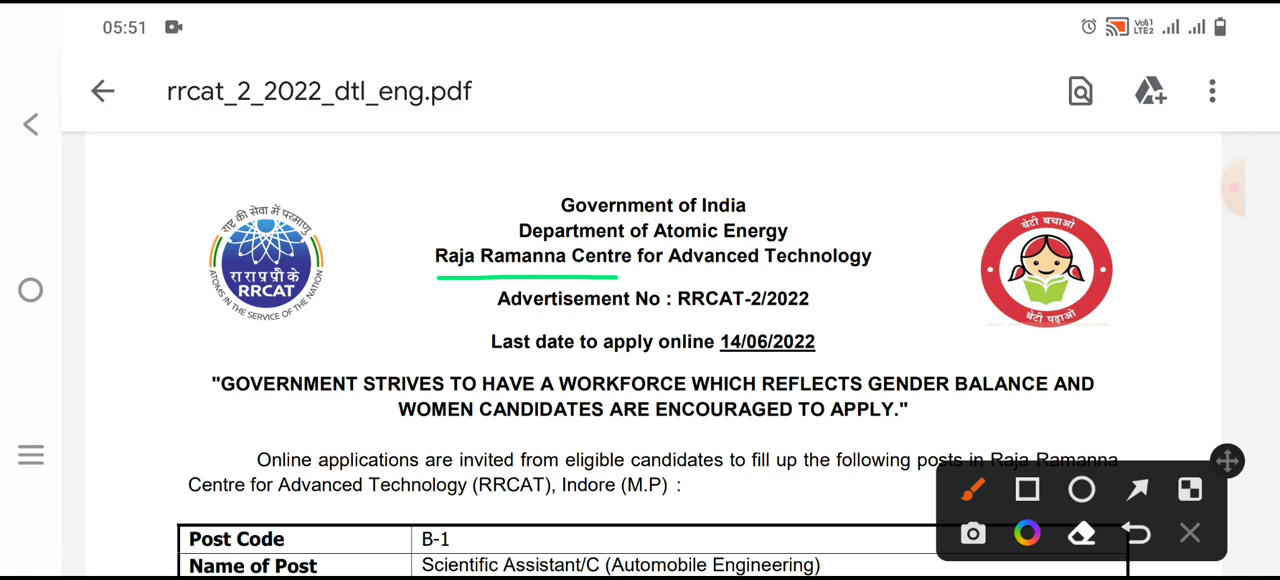 05:51
Vol) 1
LTE2
rrcat_2_2022_dtl_eng.pdf
राष्ट्र की सेवा में परमाणु
रा रा प्र प्रौ के
RRCAT
ATOMS IN THE SERVICE OF THE NATION
Government of India
Department of Atomic Energy
Raja Ramanna Centre for Advanced Technology
Advertisement No : RRCAT-2/2022
Last date to apply online 14/06/2022
बेटी बचाओ
बेटी पढ़ाओ
"GOVERNMENT STRIVES TO HAVE A WORKFORCE WHICH REFLECTS GENDER BALANCE AND
WOMEN CANDIDATES ARE ENCOURAGED TO APPLY."
Online applications are invited from eligible candidates to fill up the following posts in Raja Ramanna
Centre for Advanced Technology (RRCAT), Indore (M.P) :
Post Code B-1
Name of Post Scientific Assistant/C (Automobile Engineering)